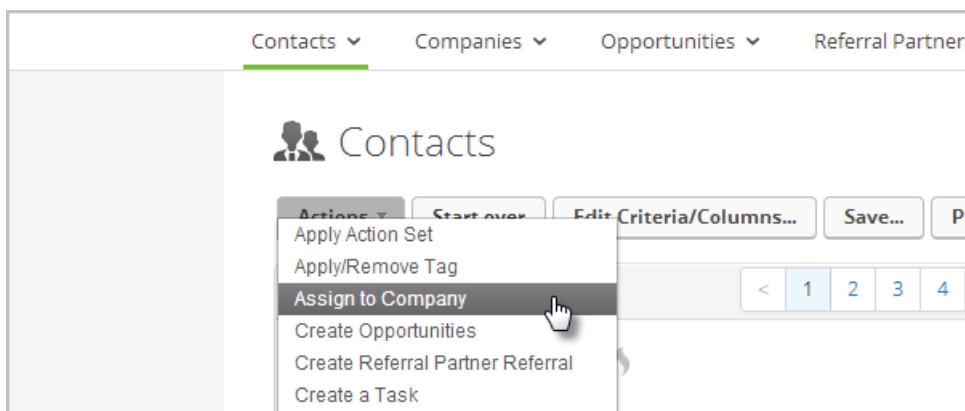 Contacts Companies Opportunities Referral Partner
Contacts
Actions Start over Edit Criteria/Columns... Save... P
Apply Action Set
Apply/Remove Tag
Assign to Company
< 1 2 3 4
Create Opportunities
Create Referral Partner Referral
Create a Task